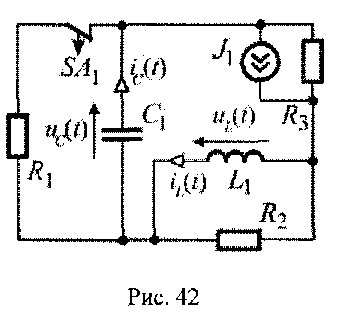 SA₁
i_C(t)
J₁
u_C(t)
C₁
u_L(t)
R₃
R₁
i_L(t)
L₁
R₂
Рис. 42